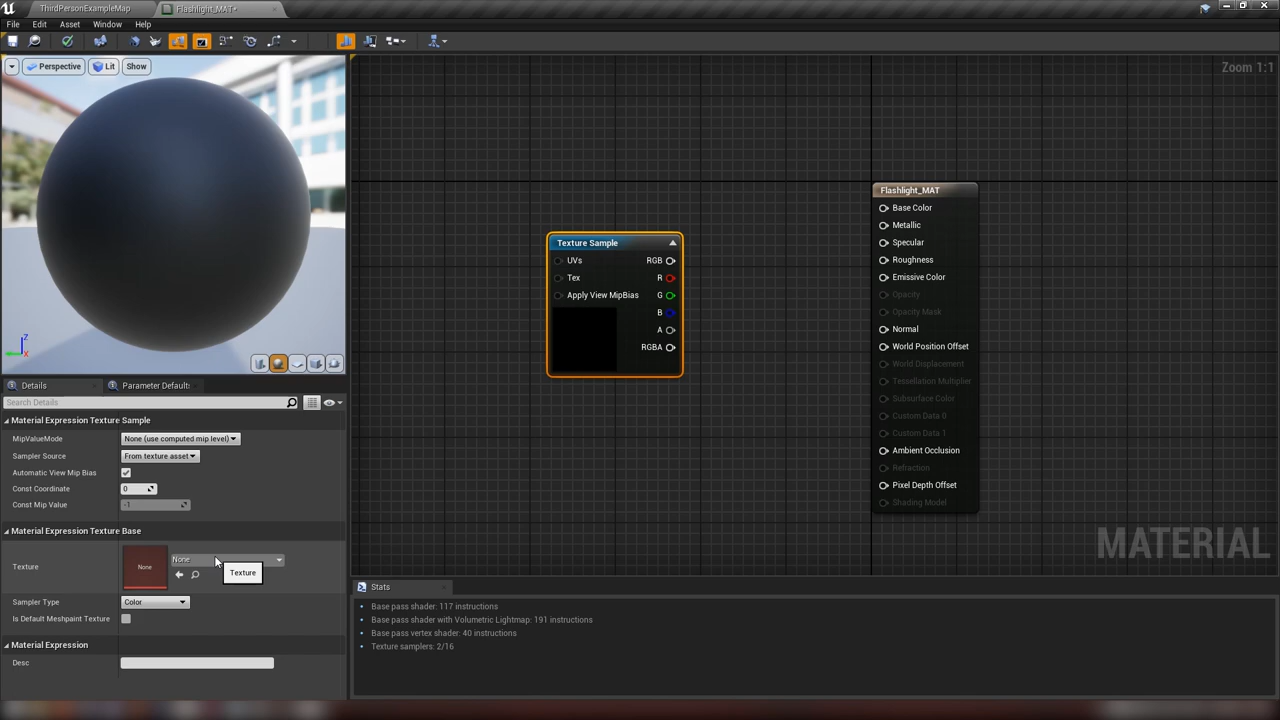 ThirdPersonExampleMap
Flashlight_MAT*
File Edit Asset Window Help
Perspective Lit Show
Zoom 1:1
Texture Sample
UVs RGB
Tex R
Apply View MipBias G
B
A
RGBA
Flashlight_MAT
Base Color
Metallic
Specular
Roughness
Emissive Color
Opacity
Opacity Mask
Normal
World Position Offset
World Displacement
Tessellation Multiplier
Subsurface Color
Custom Data 0
Custom Data 1
Ambient Occlusion
Refraction
Pixel Depth Offset
Shading Model
MATERIAL
Z
X
Details
Parameter Default
Search Details
Material Expression Texture Sample
MipValueMode None (use computed mip level)
Sampler Source From texture asset
Automatic View Mip Bias
Const Coordinate 0
Const Mip Value -1
Material Expression Texture Base
Texture None None
Texture
Sampler Type Color
Is Default Meshpaint Texture
Material Expression
Desc
Stats
Base pass shader: 117 instructions
Base pass shader with Volumetric Lightmap: 191 instructions
Base pass vertex shader: 40 instructions
Texture samplers: 2/16